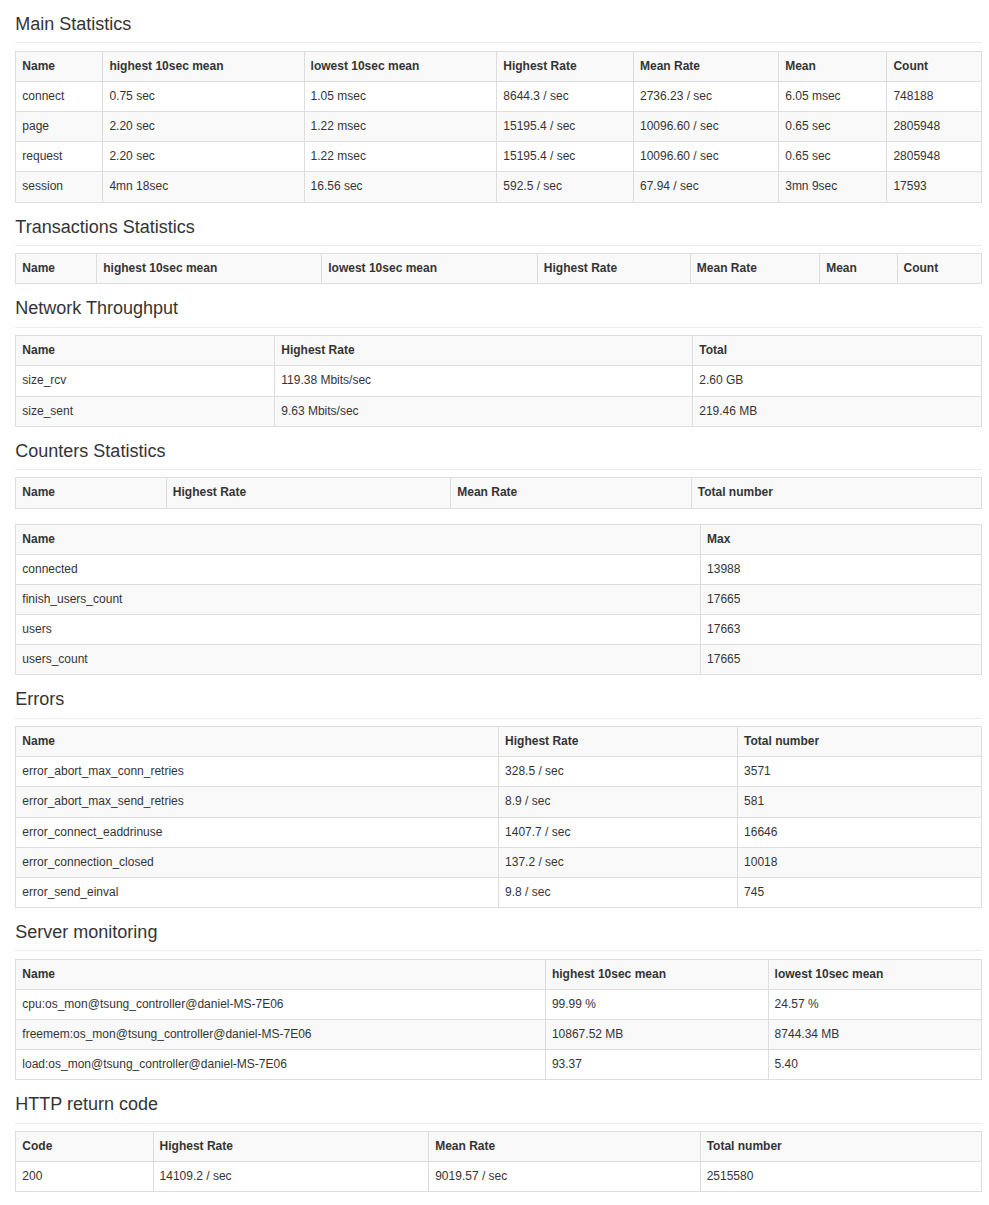 Main Statistics
Name highest 10sec mean lowest 10sec mean Highest Rate Mean Rate Mean Count
connect 0.75 sec 1.05 msec 8644.3 / sec 2736.23 / sec 6.05 msec 748188
page 2.20 sec 1.22 msec 15195.4 / sec 10096.60 / sec 0.65 sec 2805948
request 2.20 sec 1.22 msec 15195.4 / sec 10096.60 / sec 0.65 sec 2805948
session 4mn 18sec 16.56 sec 592.5 / sec 67.94 / sec 3mn 9sec 17593
Transactions Statistics
Name highest 10sec mean lowest 10sec mean Highest Rate Mean Rate Mean Count
Network Throughput
Name Highest Rate Total
size_rcv 119.38 Mbits/sec 2.60 GB
size_sent 9.63 Mbits/sec 219.46 MB
Counters Statistics
Name Highest Rate Mean Rate Total number
Name Max
connected 13988
finish_users_count 17665
users 17663
users_count 17665
Errors
Name Highest Rate Total number
error_abort_max_conn_retries 328.5 / sec 3571
error_abort_max_send_retries 8.9 / sec 581
error_connect_eaddrinuse 1407.7 / sec 16646
error_connection_closed 137.2 / sec 10018
error_send_einval 9.8 / sec 745
Server monitoring
Name highest 10sec mean lowest 10sec mean
cpu:os_mon@tsung_controller@daniel-MS-7E06 99.99 % 24.57 %
freemem:os_mon@tsung_controller@daniel-MS-7E06 10867.52 MB 8744.34 MB
load:os_mon@tsung_controller@daniel-MS-7E06 93.37 5.40
HTTP return code
Code Highest Rate Mean Rate Total number
200 14109.2 / sec 9019.57 / sec 2515580